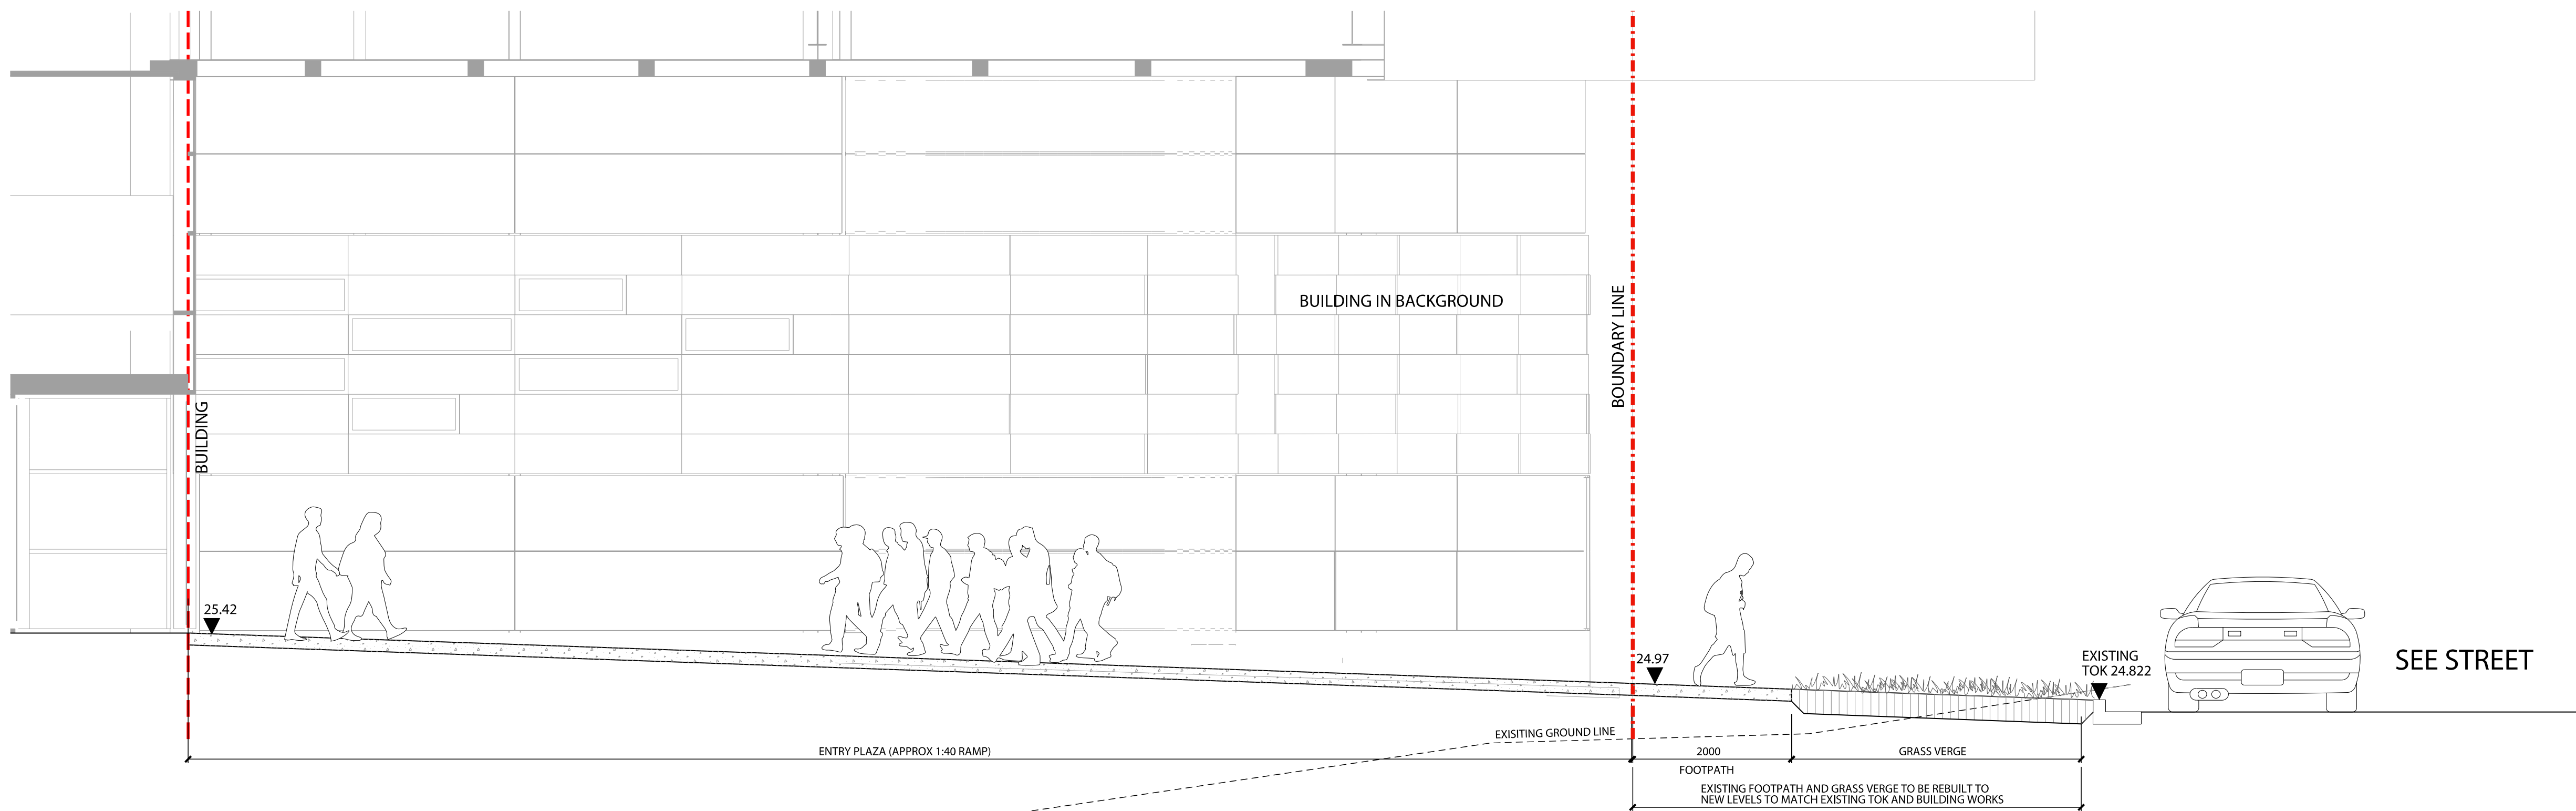 BUILDING IN BACKGROUND
BOUNDARY LINE
BUILDING
25.42
24.97
EXISTING
TOK 24.822
SEE STREET
EXISITING GROUND LINE
ENTRY PLAZA (APPROX 1:40 RAMP)
2000
GRASS VERGE
FOOTPATH
EXISTING FOOTPATH AND GRASS VERGE TO BE REBUILT TO
NEW LEVELS TO MATCH EXISTING TOK AND BUILDING WORKS